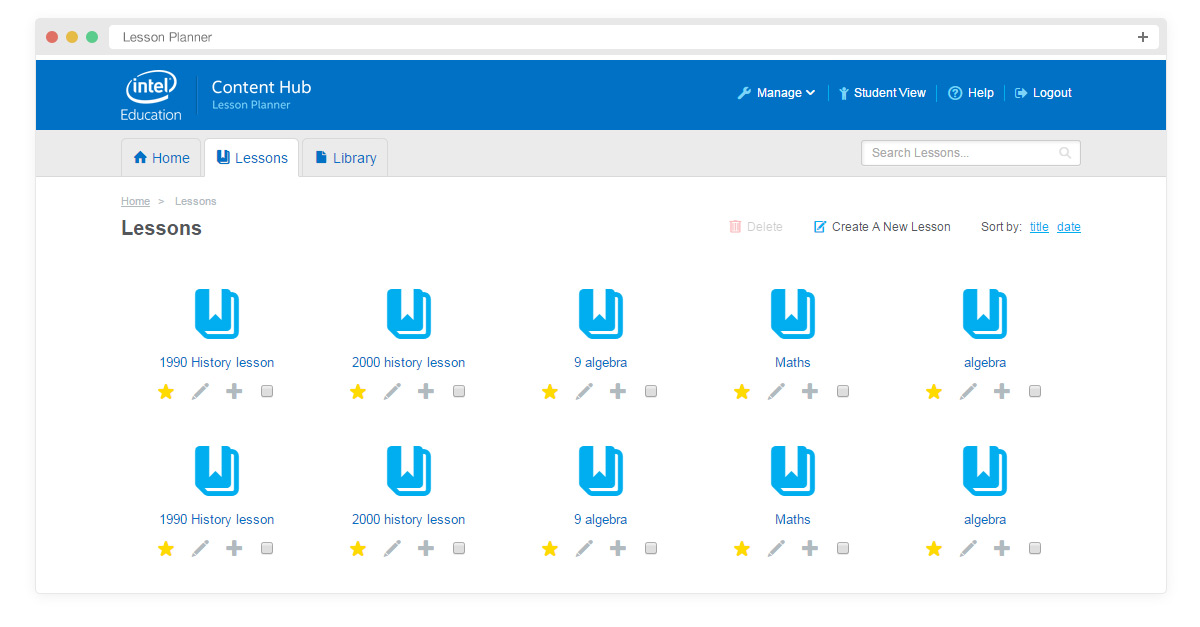 Lesson Planner
intel
Education
Content Hub
Lesson Planner
Manage
Student View
Help
Logout
Home
Lessons
Library
Search Lessons...
Home > Lessons
Lessons
Delete
Create A New Lesson
Sort by: title date
1990 History lesson
2000 history lesson
9 algebra
Maths
algebra
1990 History lesson
2000 history lesson
9 algebra
Maths
algebra